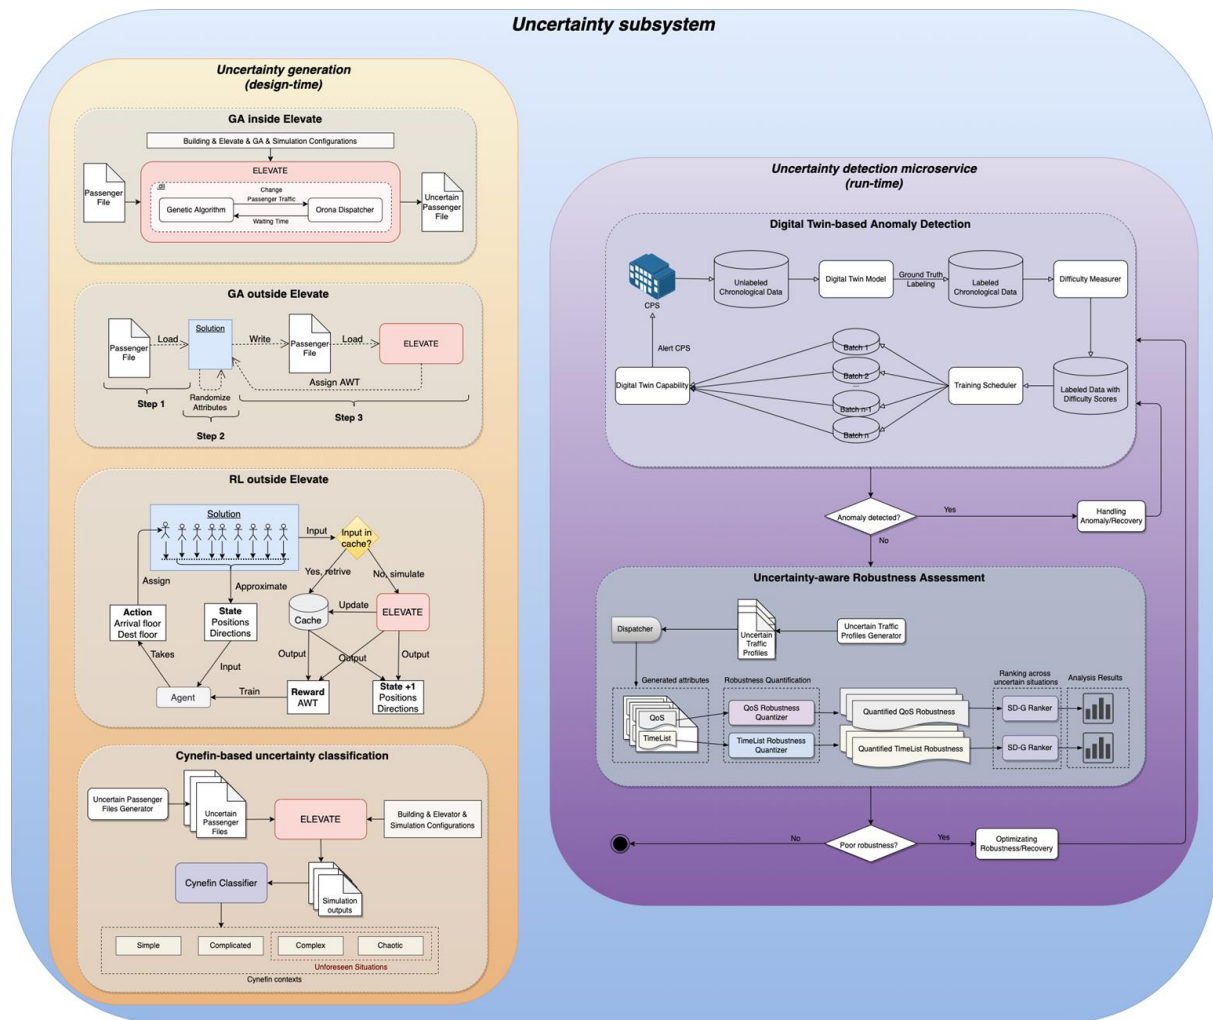 Uncertainty subsystem
Uncertainty generation
(design-time)
GA inside Elevate
Building & Elevate & GA & Simulation Configurations
Passenger
File
ELEVATE
.dll
Genetic Algorithm
Change
Passenger Traffic
Waiting Time
Orona Dispatcher
Uncertain
Passenger
File
GA outside Elevate
Passenger
File
Load
Solution
Write
Passenger
File
Load
ELEVATE
Assign AWT
Randomize
Attributes
Step 1
Step 2
Step 3
RL outside Elevate
Solution
Input
Input in
cache?
Yes, retrive
No, simulate
Assign
Approximate
Action
Arrival floor
Dest floor
State
Positions
Directions
Cache
Update
ELEVATE
Output
Output
Output
Takes
Input
Agent
Train
Reward
AWT
State +1
Positions
Directions
Cynefin-based uncertainty classification
Uncertain Passenger
Files Generator
Uncertain
Passenger
Files
ELEVATE
Building & Elevator &
Simulation Configurations
Cynefin Classifier
Simulation
outputs
Simple
Complicated
Complex
Chaotic
Unforeseen Situations
Cynefin contexts
Uncertainty detection microservice
(run-time)
Digital Twin-based Anomaly Detection
CPS
Unlabeled
Chronological Data
Digital Twin Model
Ground Truth
Labeling
Labeled
Chronological Data
Difficulty Measurer
Alert CPS
Digital Twin Capability
Batch 1
Batch 2
...
Batch n-1
Batch n
Training Scheduler
Labeled Data with
Difficulty Scores
Anomaly detected?
Yes
Handling
Anomaly/Recovery
No
Uncertainty-aware Robustness Assessment
Dispatcher
Uncertain
Traffic
Profiles
Uncertain Traffic
Profiles Generator
Generated attributes
Robustness Quantification
Ranking across
uncertain situations
Analysis Results
QoS
QoS Robustness
Quantizer
Quantified QoS Robustness
SD-G Ranker
TimeList
TimeList Robustness
Quantizer
Quantified TimeList Robustness
SD-G Ranker
No
Poor robustness?
Yes
Optimizating
Robustness/Recovery